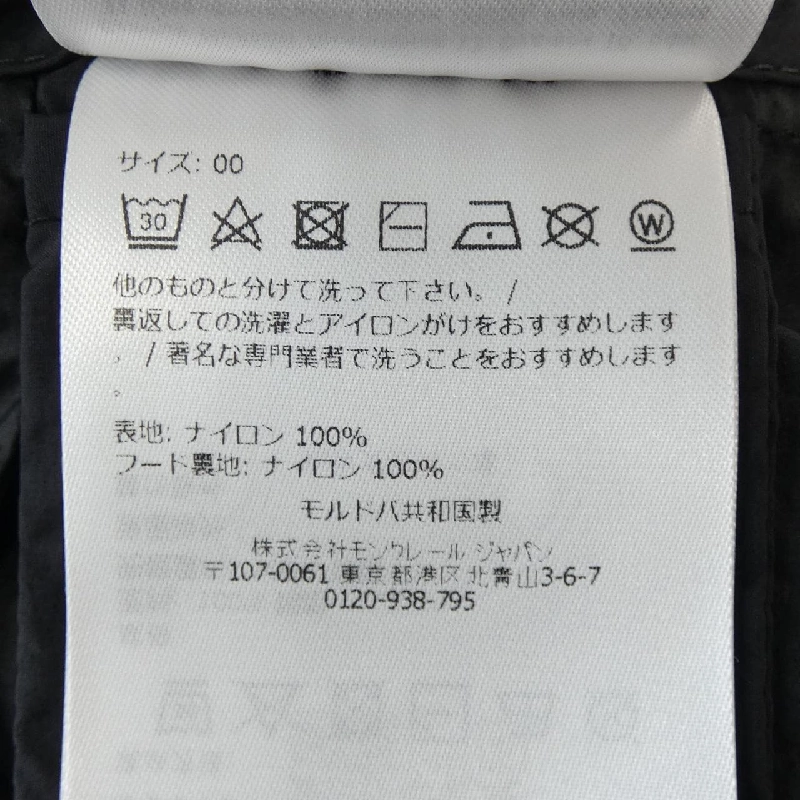 サイズ: 00
30 W
他のものと分けて洗って下さい。 /
裏返しての洗濯とアイロンがけをおすすめします
。 / 著名な専門業者で洗うことをおすすめします
。
表地: ナイロン 100%
フード裏地: ナイロン 100%
モルドバ共和国製
株式会社モンクレール ジャパン
〒107-0061 東京都港区北青山3-6-7
0120-938-795